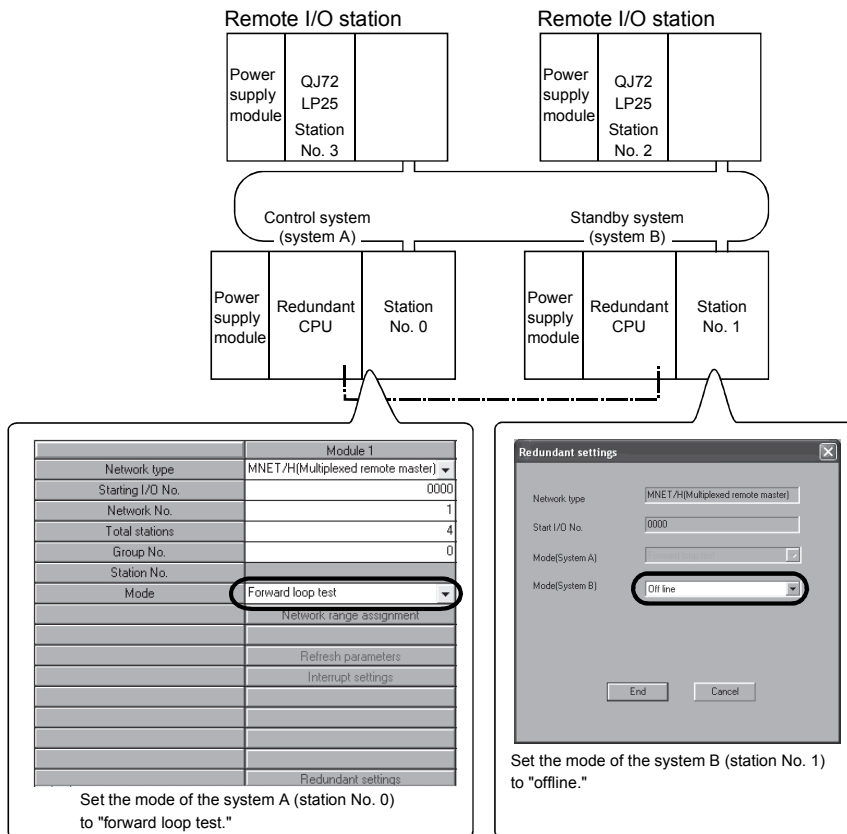 Remote I/O station
Remote I/O station
Power
supply
module
QJ72
LP25
Station
No. 3
Power
supply
module
QJ72
LP25
Station
No. 2
Control system
(system A)
Standby system
(system B)
Power
supply
module
Redundant
CPU
Station
No. 0
Power
supply
module
Redundant
CPU
Station
No. 1
Module 1
Network type MNET/H(Multiplexed remote master)
Starting I/O No. 0000
Network No. 1
Total stations 4
Group No. 0
Station No.
Mode Forward loop test
Network range assignment
Refresh parameters
Interrupt settings
Redundant settings
Set the mode of the system A (station No. 0)
to "forward loop test."
Redundant settings
Network type MNET/H(Multiplexed remote master)
Start I/O No. 0000
Mode(System A)
Mode(System B) Off line
End Cancel
Set the mode of the system B (station No. 1)
to "offline."